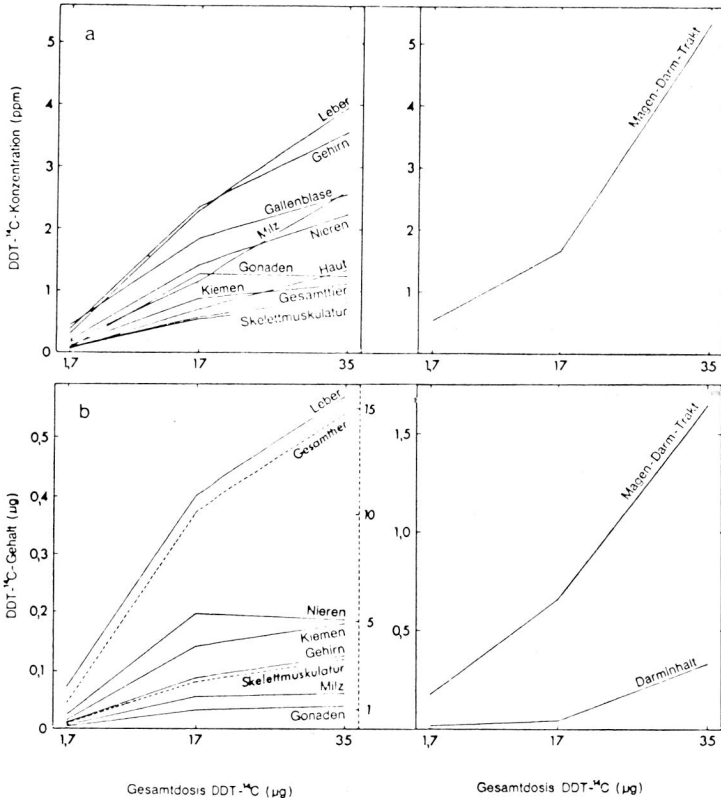 a
DDT-¹⁴C-Konzentration (ppm)
5
4
3
2
1
0
Leber
Gehirn
Gallenblase
Milz
Nieren
Gonaden
Haut
Kiemen
Gesamttier
Skelettmuskulatur
1,7
17
35
5
4
3
2
1
Magen-Darm-Trakt
1,7
17
35
b
DDT-¹⁴C-Gehalt (µg)
0,5
0,4
0,3
0,2
0,1
0
Leber
Gesamttier
Nieren
Kiemen
Gehirn
Skelettmuskulatur
Milz
Gonaden
15
10
5
1
1,7
17
35
Gesamtdosis DDT-¹⁴C (µg)
1,5
1,0
0,5
Magen-Darm-Trakt
Darminhalt
1,7
17
35
Gesamtdosis DDT-¹⁴C (µg)